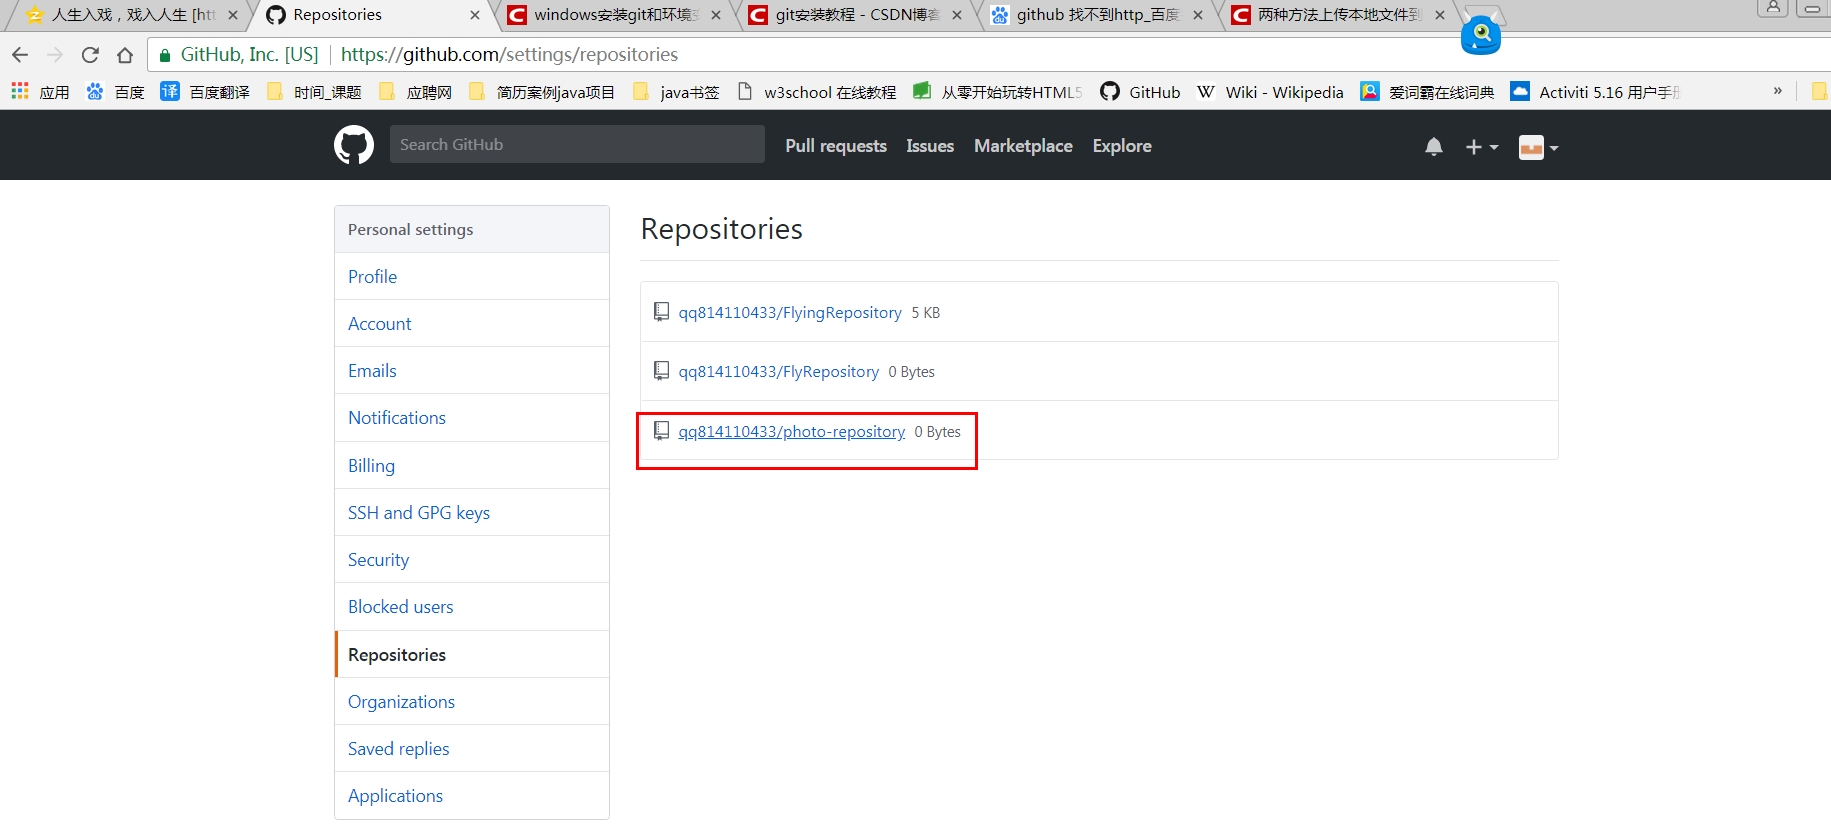 人生入戏，戏入人生 [htt
Repositories
windows安装git和环境变
git安装教程 - CSDN博客
github 找不到http_百度
两种方法上传本地文件到
GitHub, Inc. [US] https://github.com/settings/repositories
应用 百度 译 百度翻译 时间_课题 应聘网 简历案例java项目 java书签 w3school 在线教程 从零开始玩转HTML5 GitHub W Wiki - Wikipedia 爱词霸在线词典 Activiti 5.16 用户手册 »
Search GitHub Pull requests Issues Marketplace Explore
Personal settings
Profile
Account
Emails
Notifications
Billing
SSH and GPG keys
Security
Blocked users
Repositories
Organizations
Saved replies
Applications
Repositories
qq814110433/FlyingRepository 5 KB
qq814110433/FlyRepository 0 Bytes
qq814110433/photo-repository 0 Bytes